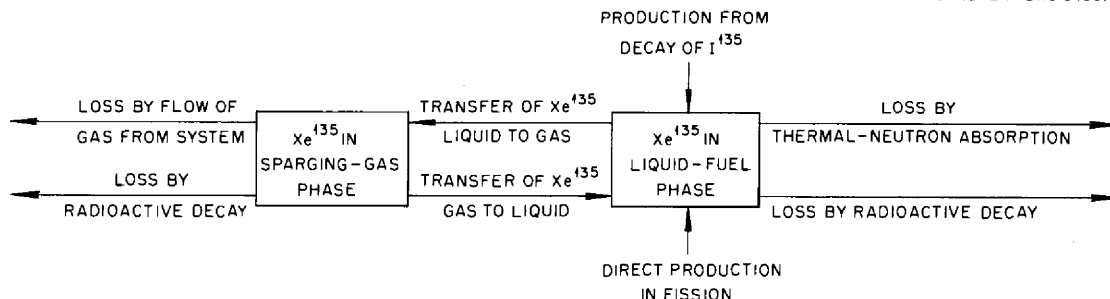 PRODUCTION FROM
DECAY OF I¹³⁵
LOSS BY FLOW OF
GAS FROM SYSTEM
LOSS BY
RADIOACTIVE DECAY
Xe¹³⁵ IN
SPARGING-GAS
PHASE
TRANSFER OF Xe¹³⁵
LIQUID TO GAS
TRANSFER OF Xe¹³⁵
GAS TO LIQUID
Xe¹³⁵ IN
LIQUID-FUEL
PHASE
LOSS BY
THERMAL-NEUTRON ABSORPTION
LOSS BY RADIOACTIVE DECAY
DIRECT PRODUCTION
IN FISSION